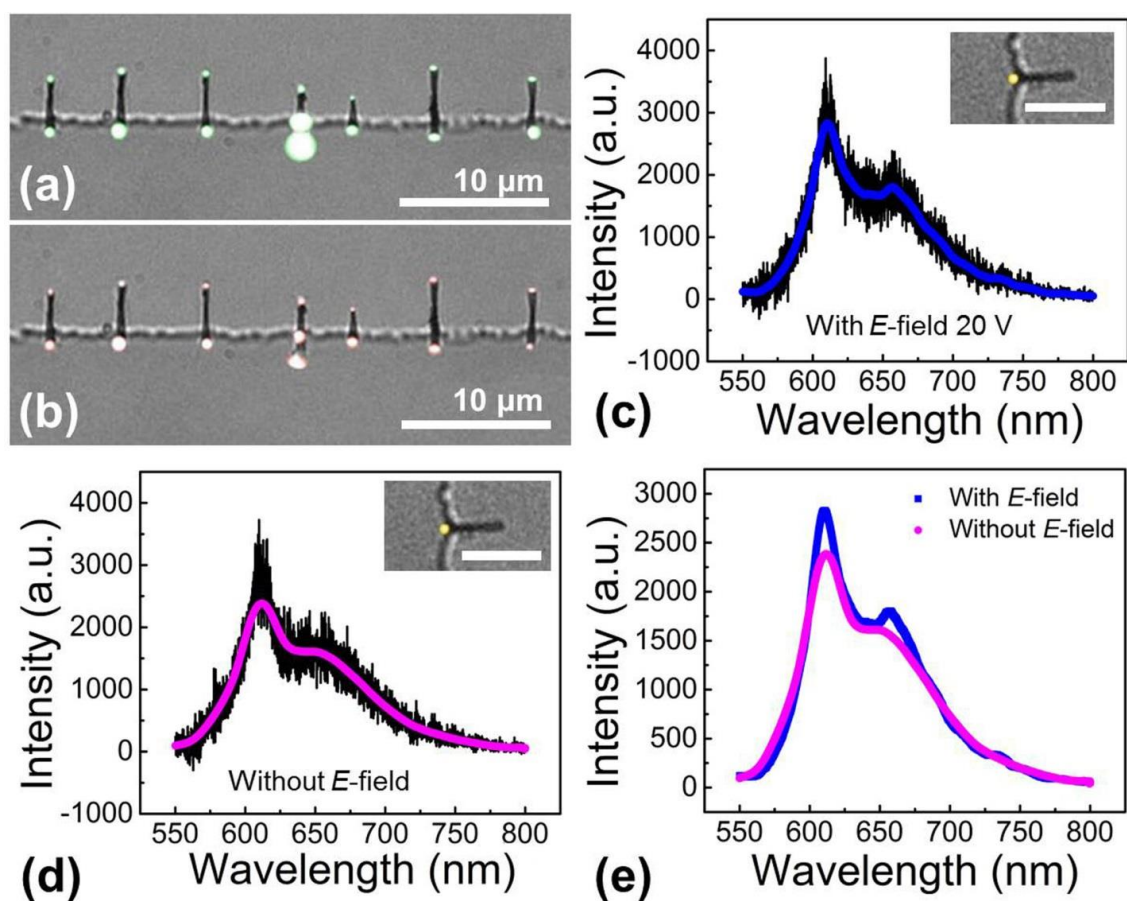 (a)
10 μm
(b)
10 μm
Intensity (a.u.)
4000
3000
2000
1000
0
-1000
With E-field 20 V
550 600 650 700 750 800
Wavelength (nm)
(c)
Intensity (a.u.)
4000
3000
2000
1000
0
-1000
Without E-field
550 600 650 700 750 800
Wavelength (nm)
(d)
Intensity (a.u.)
3000
2500
2000
1500
1000
500
0
With E-field
Without E-field
550 600 650 700 750 800
Wavelength (nm)
(e)